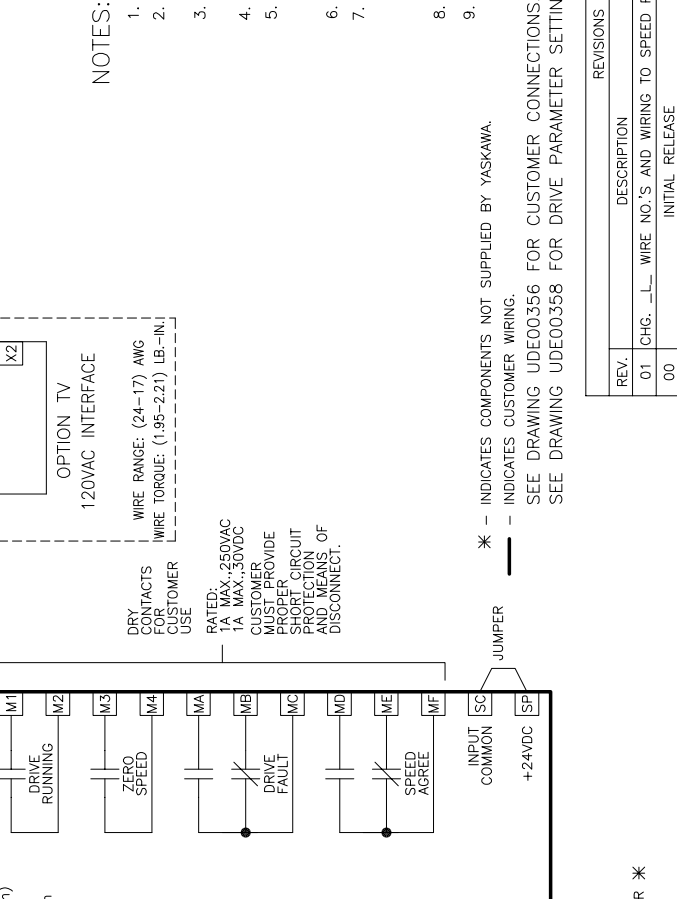 NOTES:
1.
2.
3.
4.
5.
6.
7.
8.
9.
X2
OPTION TV
120VAC INTERFACE
WIRE RANGE: (24-17) AWG
WIRE TORQUE: (1.95-2.21) LB.-IN.
DRY
CONTACTS
FOR
CUSTOMER
USE
RATED:
1A MAX.,250VAC
1A MAX.,30VDC
CUSTOMER
MUST PROVIDE
PROPER
SHORT CIRCUIT
PROTECTION
AND MEANS OF
DISCONNECT.
M1
M2
DRIVE
RUNNING
M3
M4
ZERO
SPEED
MA
MB
MC
DRIVE
FAULT
MD
ME
MF
SPEED
AGREE
SC
SP
INPUT
COMMON
+24VDC
JUMPER
* - INDICATES COMPONENTS NOT SUPPLIED BY YASKAWA.
- INDICATES CUSTOMER WIRING.
SEE DRAWING UDE00356 FOR CUSTOMER CONNECTIONS
SEE DRAWING UDE00358 FOR DRIVE PARAMETER SETTIN
REVISIONS
REV. DESCRIPTION
01 CHG. _L_ WIRE NO.'S AND WIRING TO SPEED
00 INITIAL RELEASE
R *